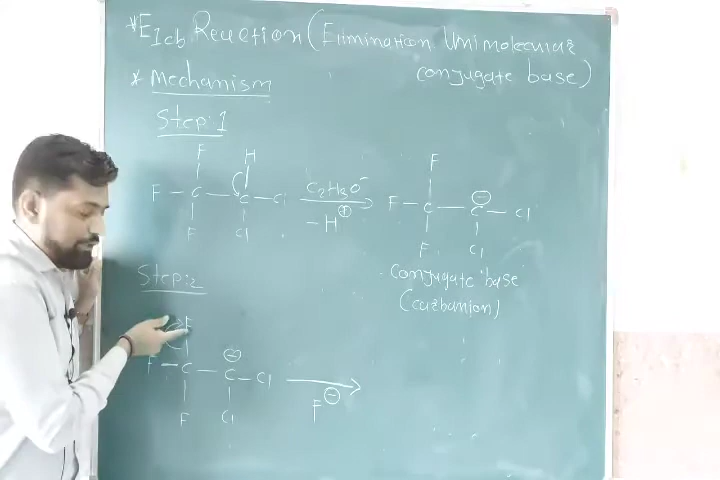 *E1cb Reaction (Elimination Unimolecular
conjugate base)
* Mechanism
Step:1
F H
F - C - C - Cl
F Cl
C2H3O-
-H⊕
F
F - C - C⊖ - Cl
F Cl
Conjugate base
(carbanion)
Step:2
F
F - C - C⊖ - Cl
F Cl
F⊖